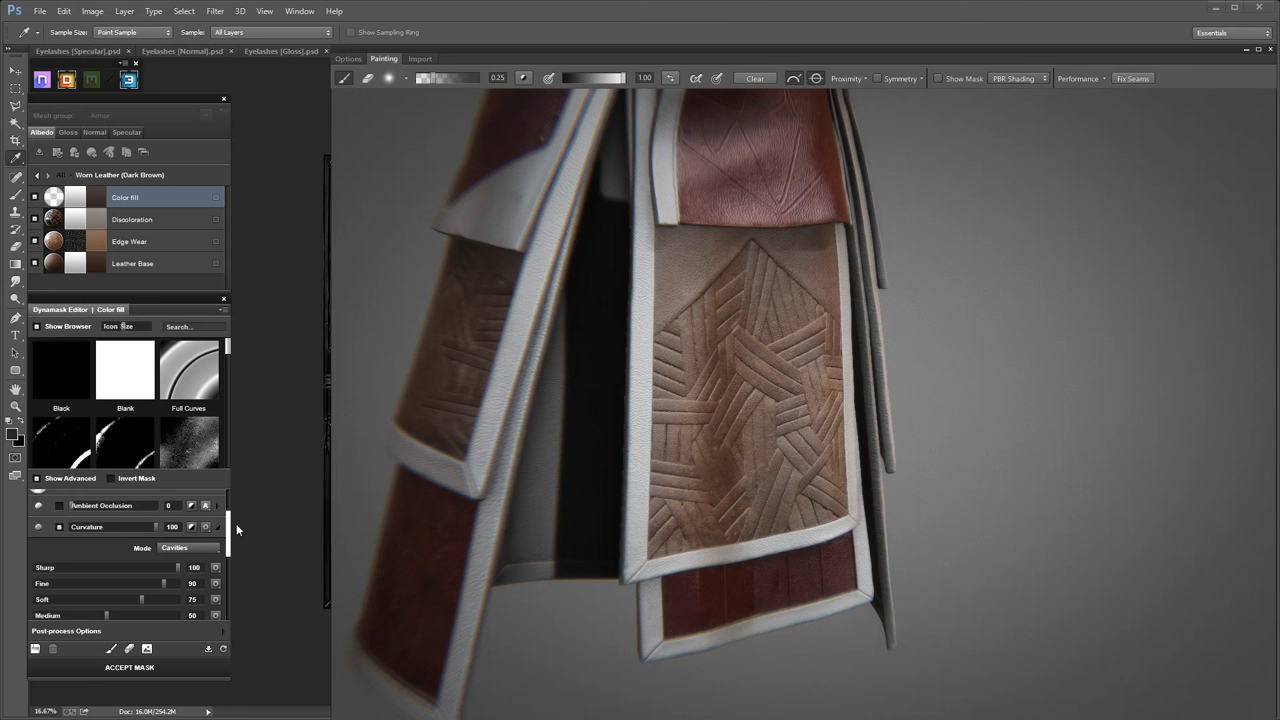 Ps File Edit Image Layer Type Select Filter 3D View Window Help
Sample Size: Point Sample Sample: All Layers Show Sampling Ring Essentials
Eyelashes [Specular].psd × Eyelashes [Normal].psd × Eyelashes [Gloss].psd ×
Options Painting Import
0.25 1.00 Clear Proximity Symmetry Show Mask PBR Shading Performance Fix Seams
Mesh group: Armor
Albedo Gloss Normal Specular
All Worn Leather (Dark Brown)
Color fill
Discoloration
Edge Wear
Leather Base
Dynamask Editor | Color fill
Show Browser Icon Size Search...
Black Blank Full Curves
Show Advanced Invert Mask
Ambient Occlusion 0 A
Curvature 100
Mode Cavities
Sharp 100
Fine 90
Soft 75
Medium 50
Post-process Options
ACCEPT MASK
16.67% Doc: 16.0M/254.2M